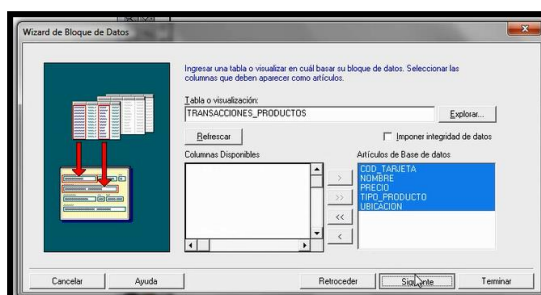 Wizard de Bloque de Datos
Ingresar una tabla o visualizar en cuál basar su bloque de datos. Seleccionar las
columnas que deben aparecer como artículos.
Tabla o visualización:
TRANSACCIONES_PRODUCTOS
Explorar...
Refrescar
Imponer integridad de datos
Columnas Disponibles
Artículos de Base de datos
COD_TARJETA
NOMBRE
PRECIO
TIPO_PRODUCTO
UBICACION
>
>>
<<
<
Cancelar
Ayuda
Retroceder
Siguiente
Terminar